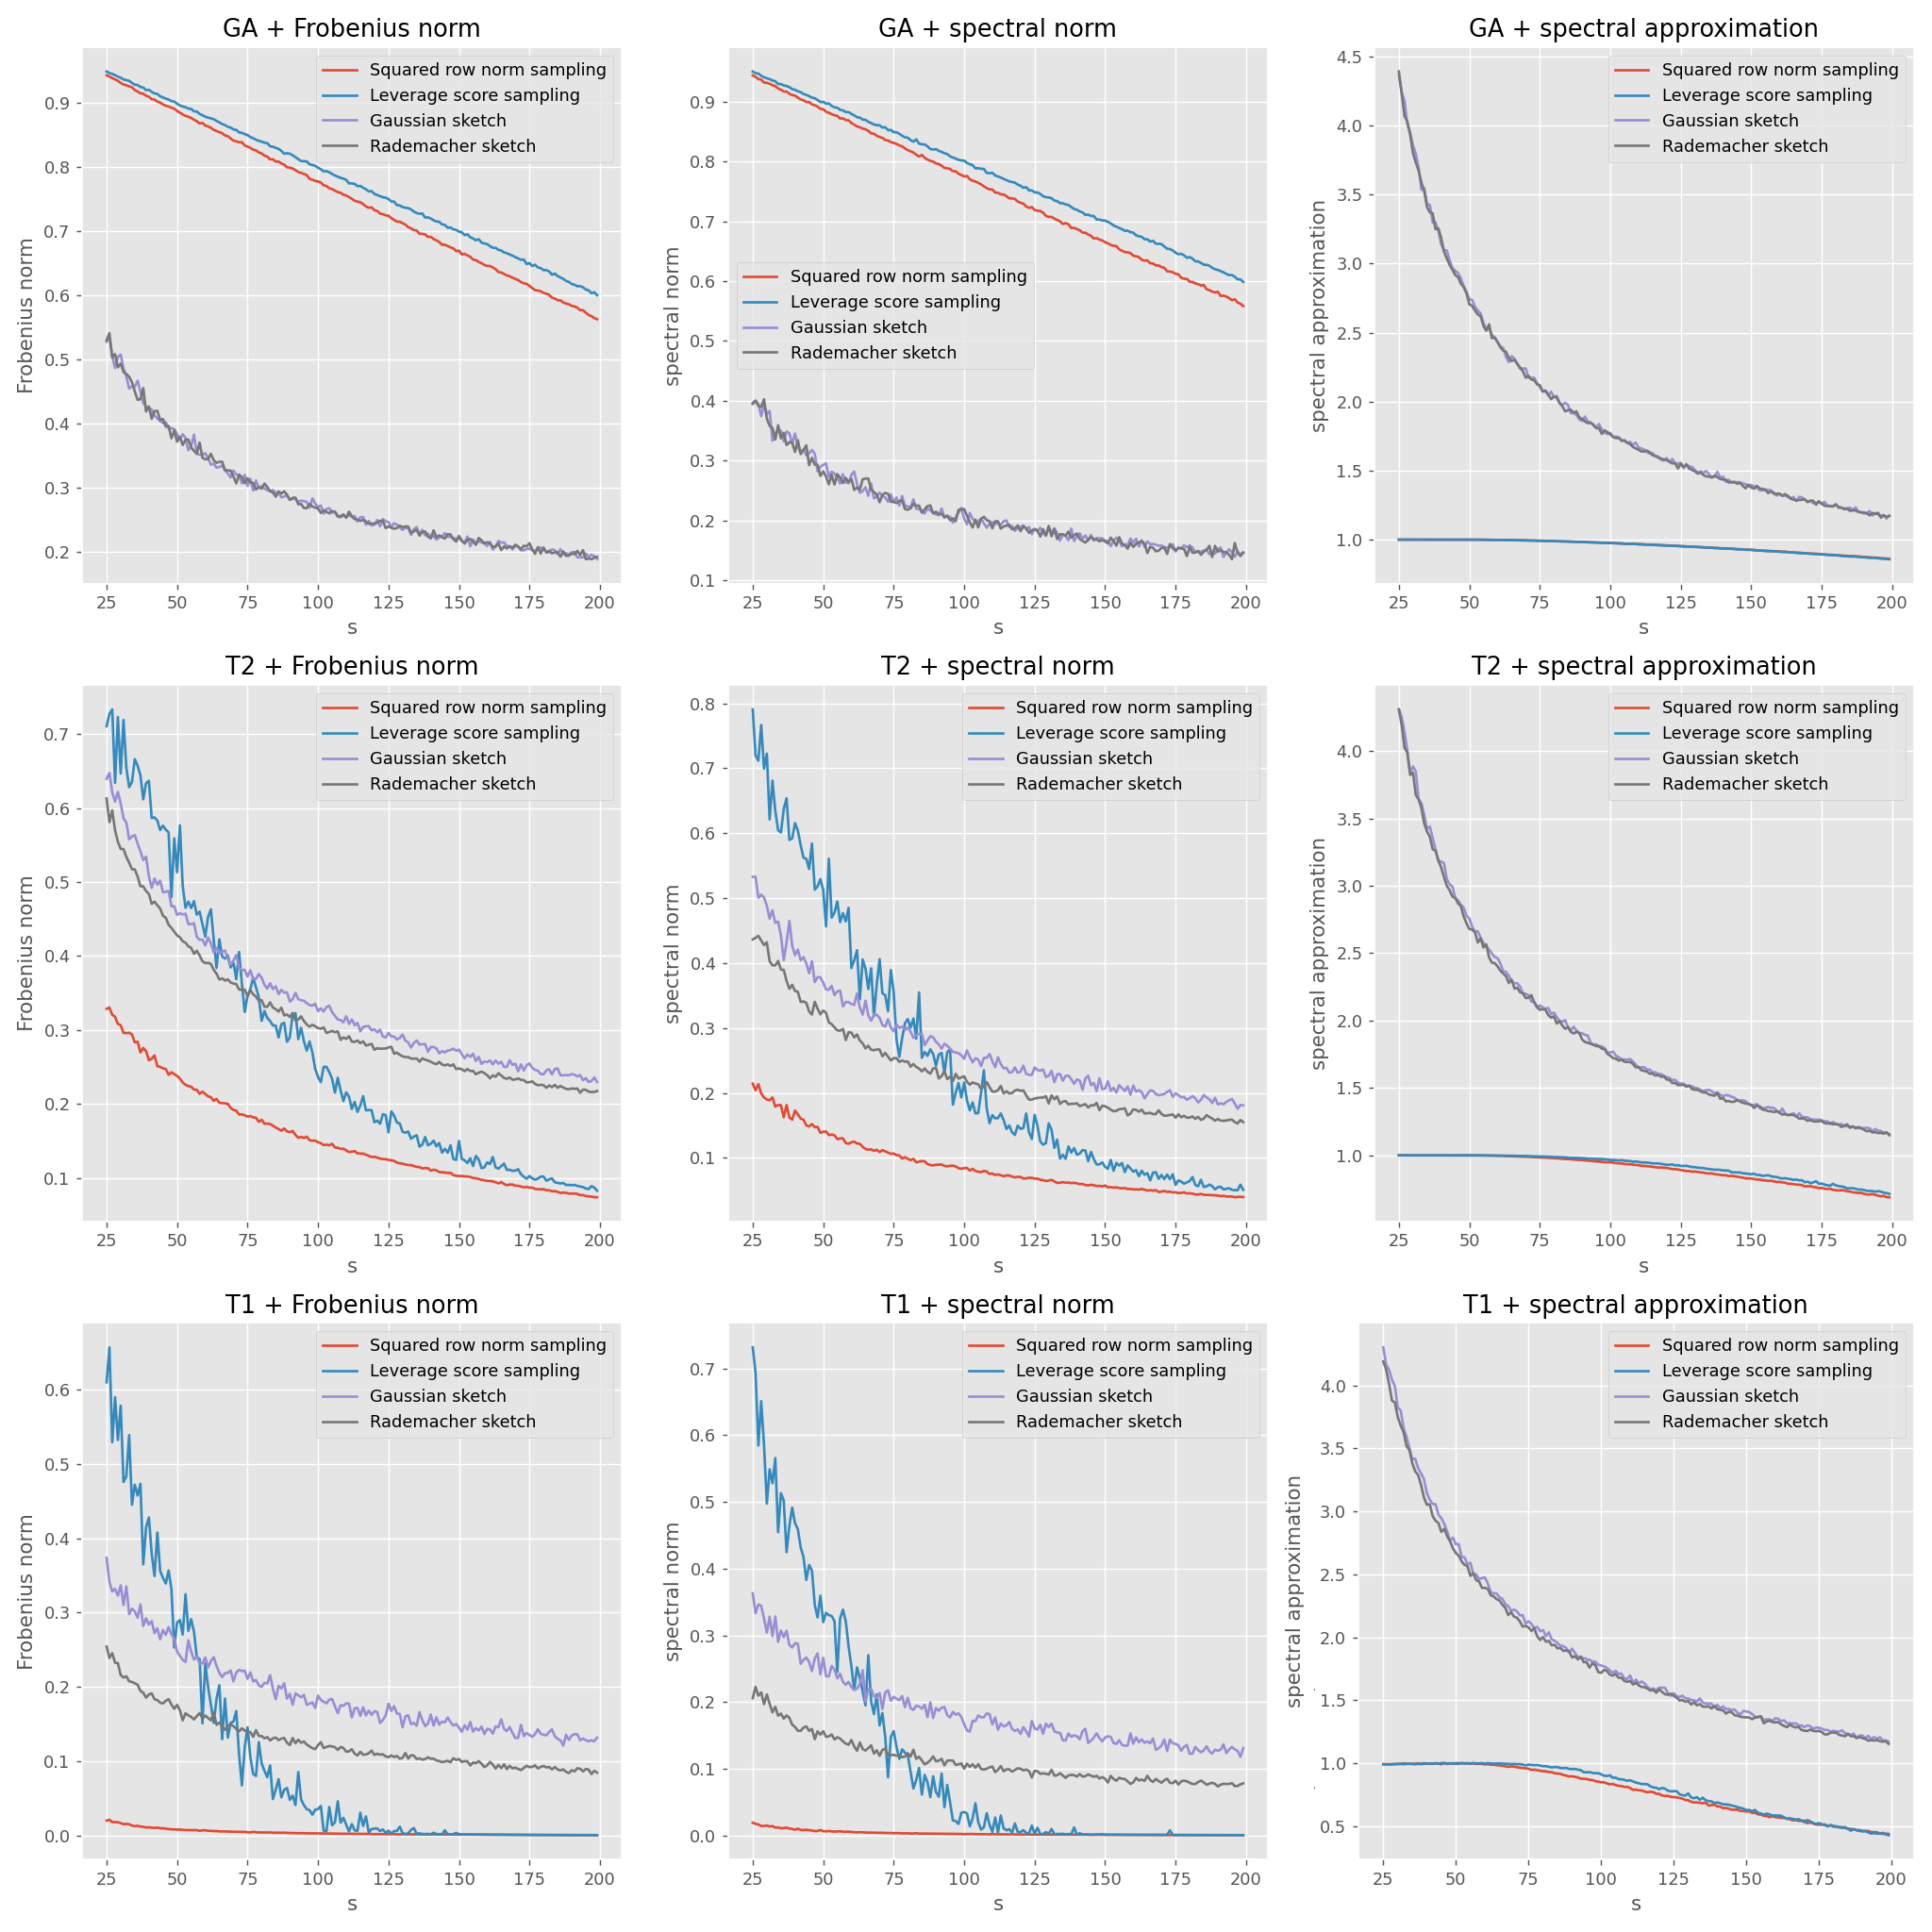 GA + Frobenius norm
Frobenius norm
0.9
0.8
0.7
0.6
0.5
0.4
0.3
0.2
Squared row norm sampling
Leverage score sampling
Gaussian sketch
Rademacher sketch
25 50 75 100 125 150 175 200
s
GA + spectral norm
spectral norm
0.9
0.8
0.7
0.6
0.5
0.4
0.3
0.2
0.1
Squared row norm sampling
Leverage score sampling
Gaussian sketch
Rademacher sketch
25 50 75 100 125 150 175 200
s
GA + spectral approximation
spectral approximation
4.5
4.0
3.5
3.0
2.5
2.0
1.5
1.0
Squared row norm sampling
Leverage score sampling
Gaussian sketch
Rademacher sketch
25 50 75 100 125 150 175 200
s
T2 + Frobenius norm
Frobenius norm
0.7
0.6
0.5
0.4
0.3
0.2
0.1
Squared row norm sampling
Leverage score sampling
Gaussian sketch
Rademacher sketch
25 50 75 100 125 150 175 200
s
T2 + spectral norm
spectral norm
0.8
0.7
0.6
0.5
0.4
0.3
0.2
0.1
Squared row norm sampling
Leverage score sampling
Gaussian sketch
Rademacher sketch
25 50 75 100 125 150 175 200
s
T2 + spectral approximation
spectral approximation
4.0
3.5
3.0
2.5
2.0
1.5
1.0
Squared row norm sampling
Leverage score sampling
Gaussian sketch
Rademacher sketch
25 50 75 100 125 150 175 200
s
T1 + Frobenius norm
Frobenius norm
0.6
0.5
0.4
0.3
0.2
0.1
0.0
Squared row norm sampling
Leverage score sampling
Gaussian sketch
Rademacher sketch
25 50 75 100 125 150 175 200
s
T1 + spectral norm
spectral norm
0.7
0.6
0.5
0.4
0.3
0.2
0.1
0.0
Squared row norm sampling
Leverage score sampling
Gaussian sketch
Rademacher sketch
25 50 75 100 125 150 175 200
s
T1 + spectral approximation
spectral approximation
4.0
3.5
3.0
2.5
2.0
1.5
1.0
0.5
Squared row norm sampling
Leverage score sampling
Gaussian sketch
Rademacher sketch
25 50 75 100 125 150 175 200
s